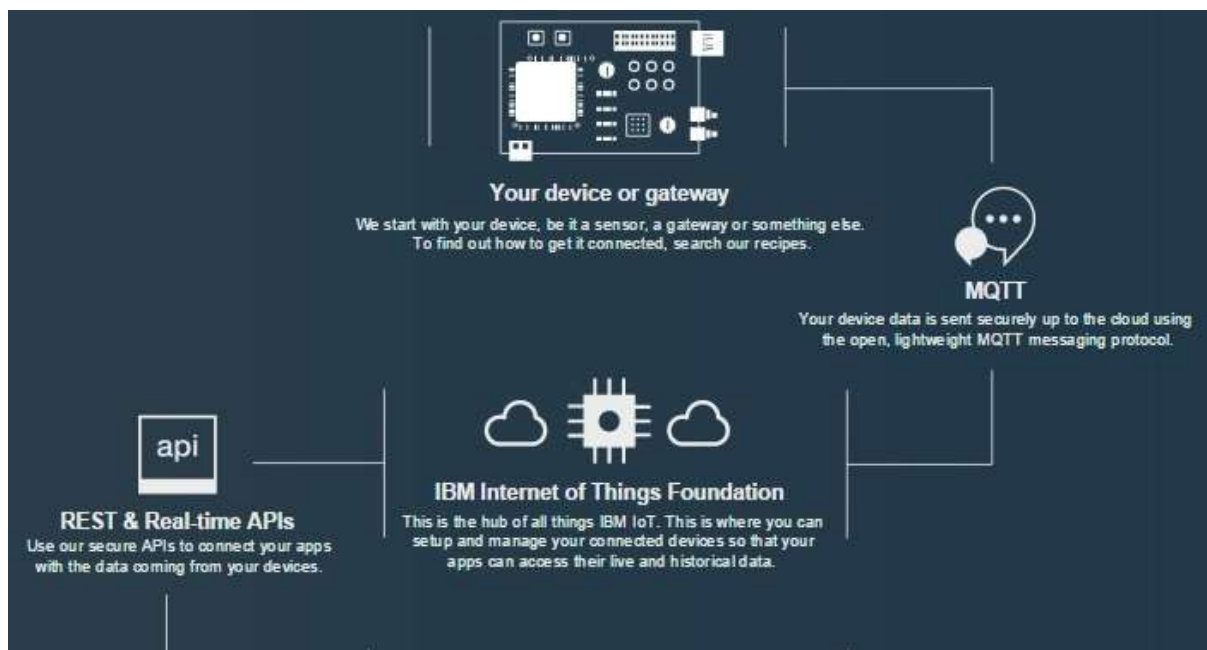 Your device or gateway
We start with your device, be it a sensor, a gateway or something else.
To find out how to get it connected, search our recipes.
MQTT
Your device data is sent securely up to the cloud using
the open, lightweight MQTT messaging protocol.
api
REST & Real-time APIs
Use our secure APIs to connect your apps
with the data coming from your devices.
IBM Internet of Things Foundation
This is the hub of all things IBM IoT. This is where you can
setup and manage your connected devices so that your
apps can access their live and historical data.